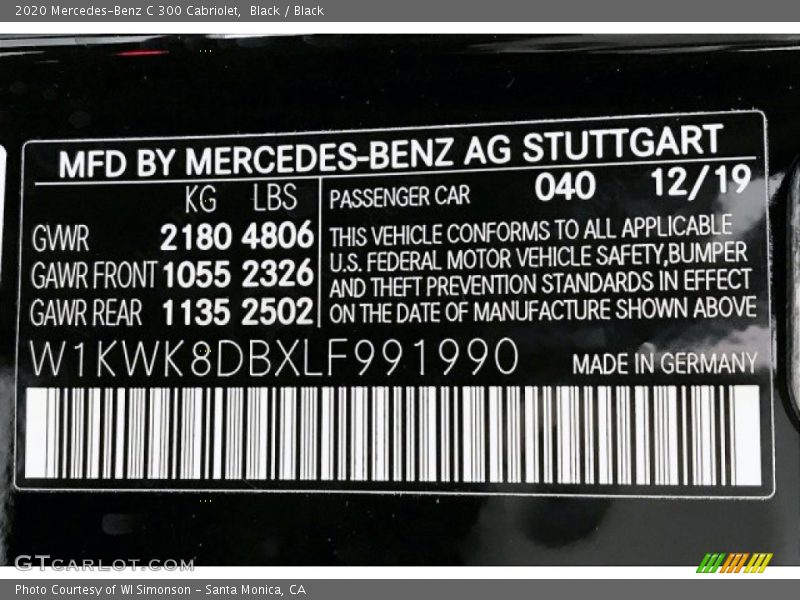 2020 Mercedes-Benz C 300 Cabriolet, Black / Black
MFD BY MERCEDES-BENZ AG STUTTGART
KG LBS
GVWR 2180 4806
GAWR FRONT 1055 2326
GAWR REAR 1135 2502
PASSENGER CAR 040 12/19
THIS VEHICLE CONFORMS TO ALL APPLICABLE
U.S. FEDERAL MOTOR VEHICLE SAFETY,BUMPER
AND THEFT PREVENTION STANDARDS IN EFFECT
ON THE DATE OF MANUFACTURE SHOWN ABOVE
W1KWK8DBXLF991990 MADE IN GERMANY
GTCARLOT.COM
Photo Courtesy of WI Simonson - Santa Monica, CA